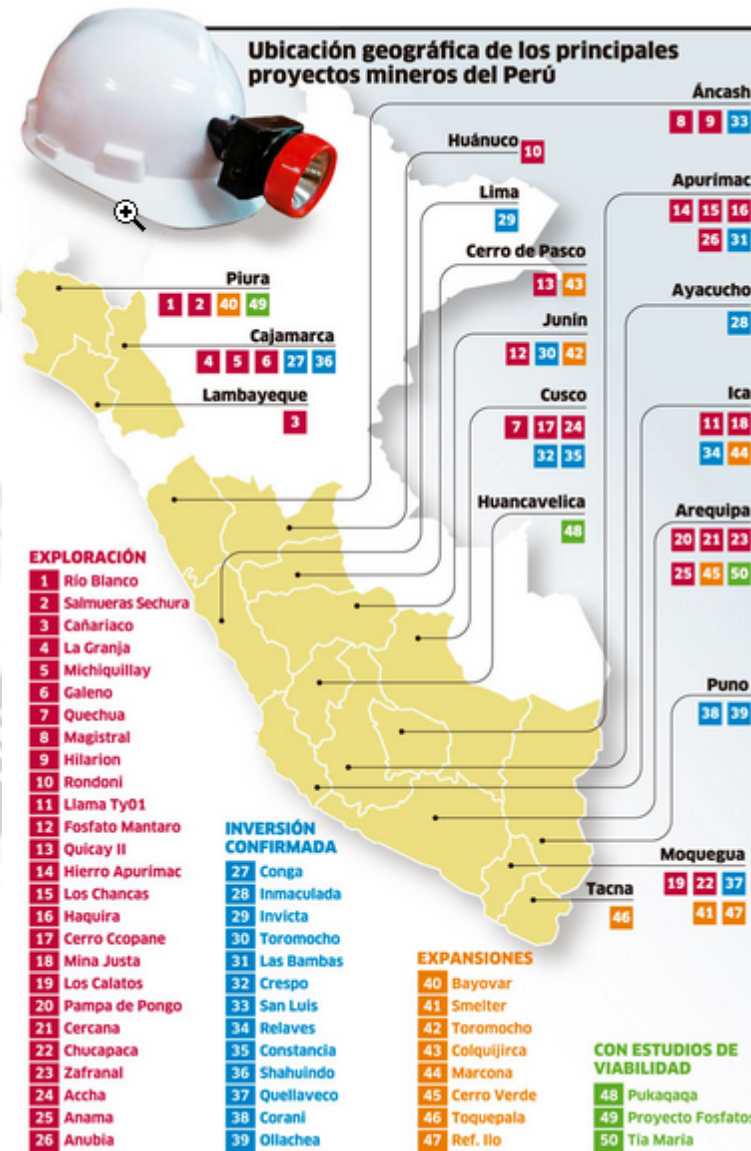 Ubicación geográfica de los principales
proyectos mineros del Perú
Áncash
8 9 33
Huánuco 10
Apurímac
14 15 16
26 31
Lima
29
Cerro de Pasco
13 43
Ayacucho
28
Piura
1 2 40 49
Junín
12 30 42
Cajamarca
4 5 6 27 36
Ica
11 18
34 44
Lambayeque
3
Cusco
7 17 24
32 35
Huancavelica
48
Arequipa
20 21 23
25 45 50
Puno
38 39
Moquegua
19 22 37
41 47
Tacna
46
EXPLORACIÓN
1 Río Blanco
2 Salmueras Sechura
3 Cañariaco
4 La Granja
5 Michiquillay
6 Galeno
7 Quechua
8 Magistral
9 Hilarion
10 Rondoni
11 Llama Ty01
12 Fosfato Mantaro
13 Quicay II
14 Hierro Apurímac
15 Los Chancas
16 Haquira
17 Cerro Ccopane
18 Mina Justa
19 Los Calatos
20 Pampa de Pongo
21 Cercana
22 Chucapaca
23 Zafranal
24 Accha
25 Anama
26 Anubia
INVERSIÓN
CONFIRMADA
27 Conga
28 Inmaculada
29 Invicta
30 Toromocho
31 Las Bambas
32 Crespo
33 San Luis
34 Relaves
35 Constancia
36 Shahuindo
37 Quellaveco
38 Corani
39 Ollachea
EXPANSIONES
40 Bayovar
41 Smelter
42 Toromocho
43 Colquijirca
44 Marcona
45 Cerro Verde
46 Toquepala
47 Ref. Ilo
CON ESTUDIOS DE
VIABILIDAD
48 Pukaqaqa
49 Proyecto Fosfatos
50 Tía María